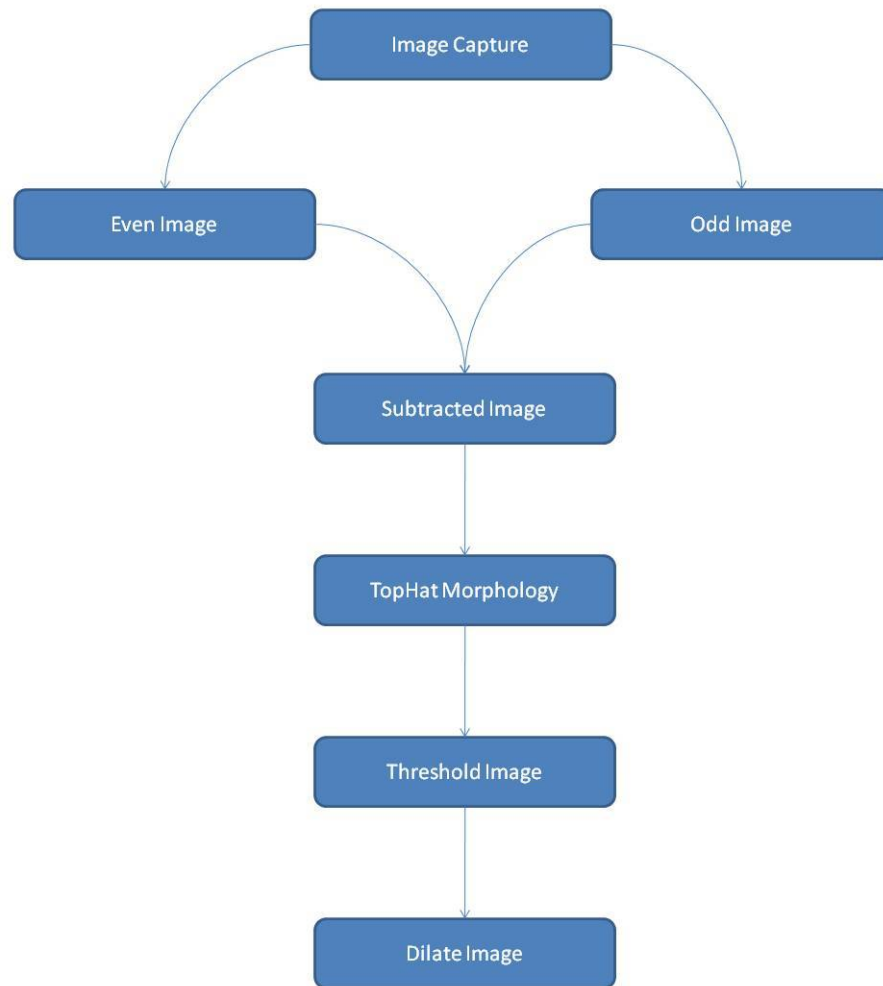 Image Capture
Even Image
Odd Image
Subtracted Image
TopHat Morphology
Threshold Image
Dilate Image